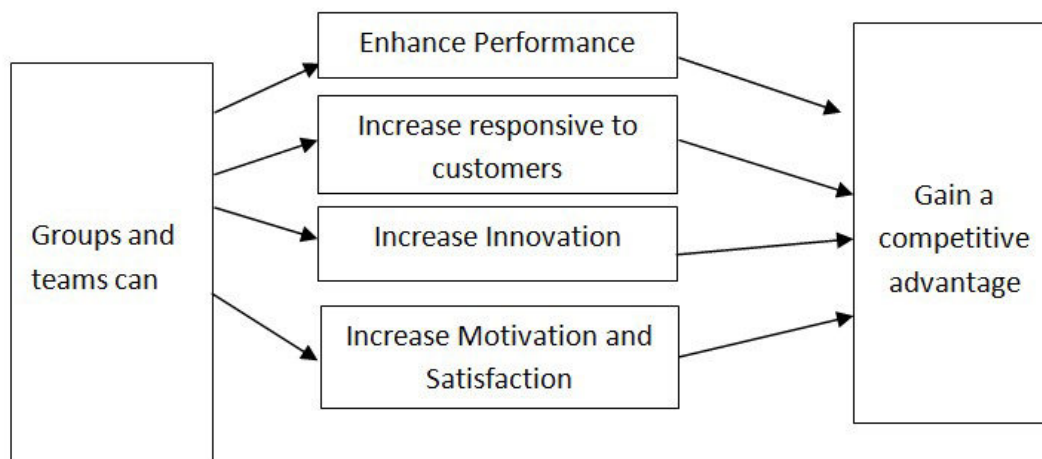 Groups and
teams can
Enhance Performance
Increase responsive to
customers
Increase Innovation
Increase Motivation and
Satisfaction
Gain a
competitive
advantage